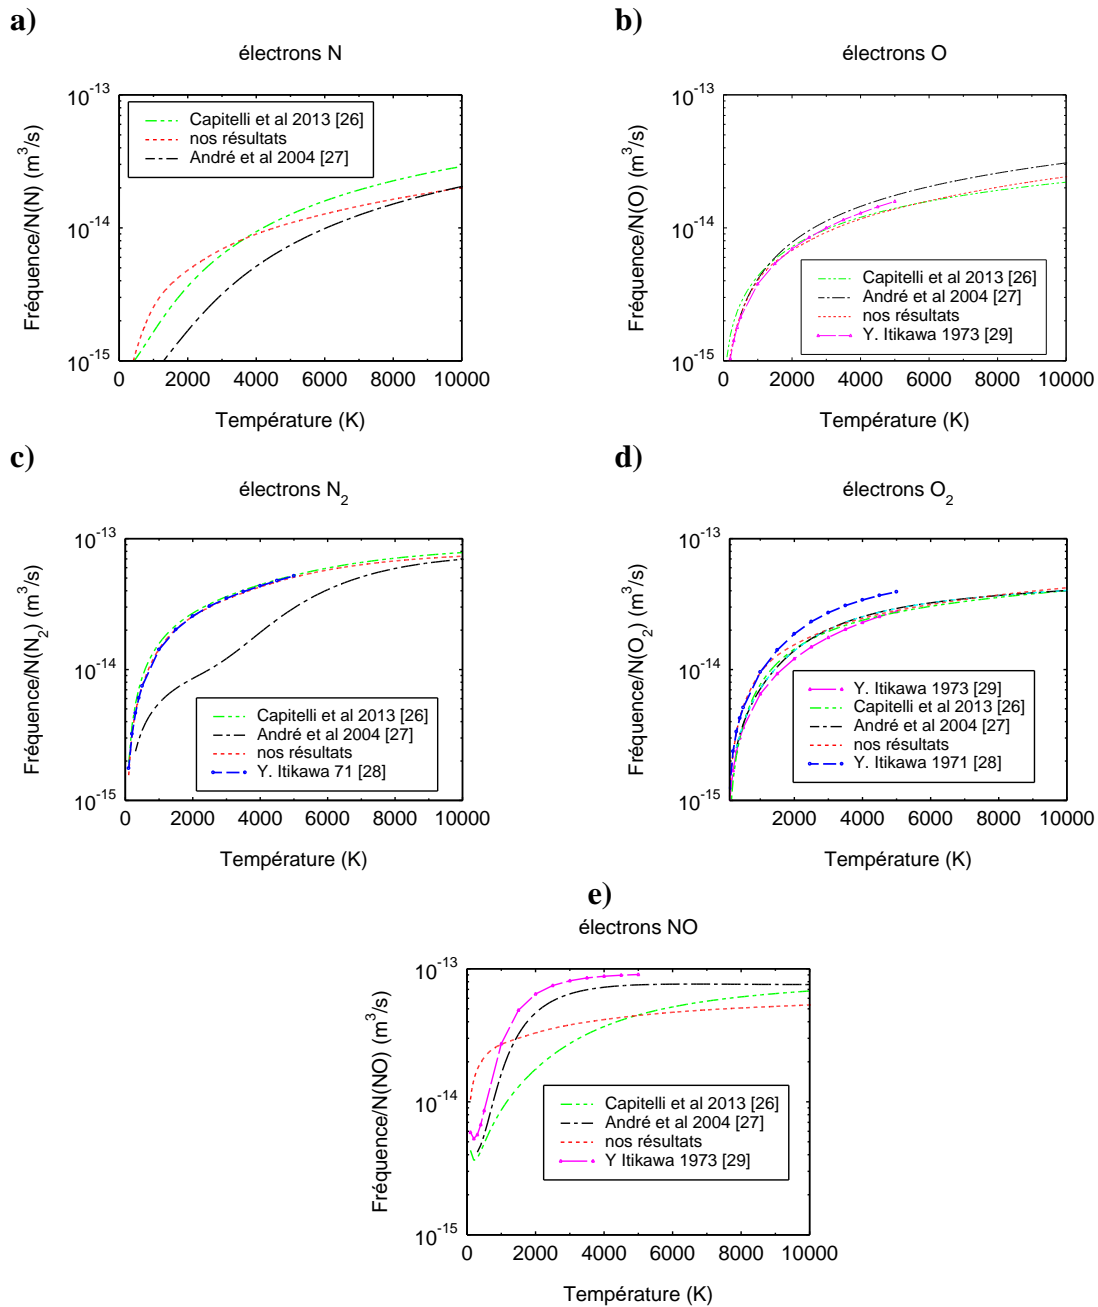 a)
électrons N
Fréquence/N(N) (m³/s)
10⁻¹³
10⁻¹⁴
10⁻¹⁵
Capitelli et al 2013 [26]
nos résultats
André et al 2004 [27]
0 2000 4000 6000 8000 10000
Température (K)
b)
électrons O
Fréquence/N(O) (m³/s)
10⁻¹³
10⁻¹⁴
10⁻¹⁵
Capitelli et al 2013 [26]
André et al 2004 [27]
nos résultats
Y. Itikawa 1973 [29]
0 2000 4000 6000 8000 10000
Température (K)
c)
électrons N₂
Fréquence/N(N₂) (m³/s)
10⁻¹³
10⁻¹⁴
10⁻¹⁵
Capitelli et al 2013 [26]
André et al 2004 [27]
nos résultats
Y. Itikawa 71 [28]
0 2000 4000 6000 8000 10000
Température (K)
d)
électrons O₂
Fréquence/N(O₂) (m³/s)
10⁻¹³
10⁻¹⁴
10⁻¹⁵
Y. Itikawa 1973 [29]
Capitelli et al 2013 [26]
André et al 2004 [27]
nos résultats
Y. Itikawa 1971 [28]
2000 4000 6000 8000 10000
Température (K)
e)
électrons NO
Fréquence/N(NO) (m³/s)
10⁻¹³
10⁻¹⁴
10⁻¹⁵
Capitelli et al 2013 [26]
André et al 2004 [27]
nos résultats
Y Itikawa 1973 [29]
0 2000 4000 6000 8000 10000
Température (K)